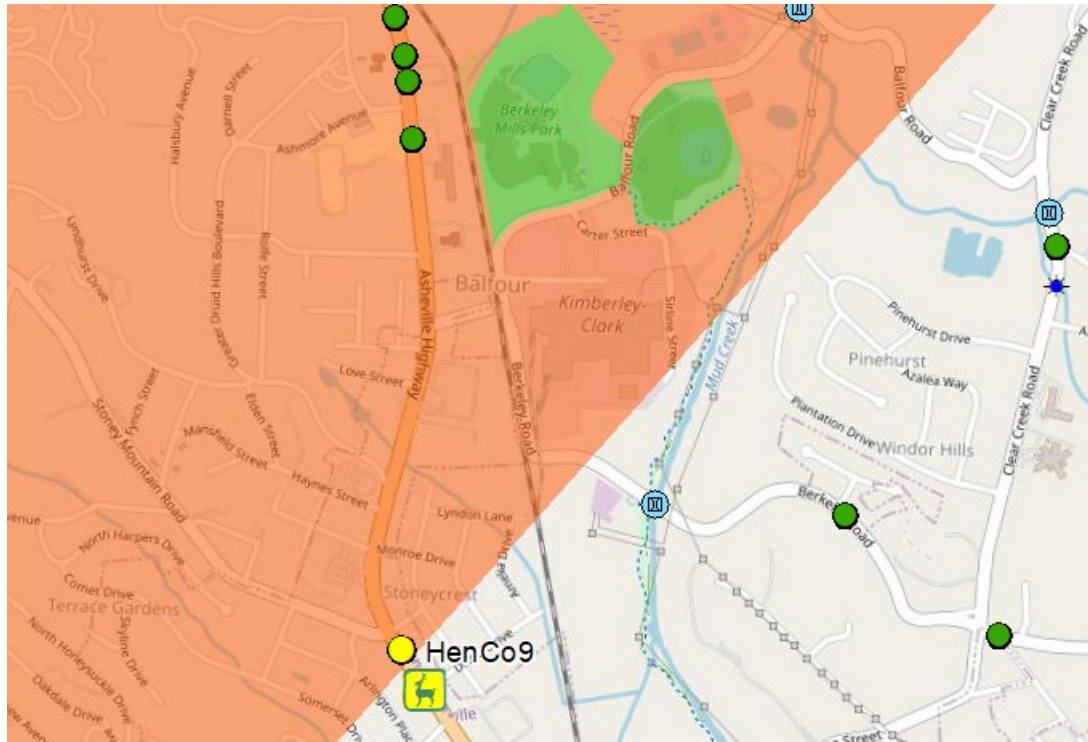 Halsbury Avenue
Darnell Street
Ashmore Avenue
Berkeley
Mills Park
Balfour Road
Balfour Road
Clear Creek Road
Lyndhurst Drive
Greater Druid Hills Boulevard
Rolfe Street
Carter Street
Asheville Highway
Balfour
Kimberley-
Clark
Sirline Street
Mud Creek
Pinehurst Drive
Pinehurst
Azalea Way
Love Street
Fynch Street
Elden Street
Berkeley Road
Plantation Drive
Windor Hills
Clear Creek Road
Stoney Mountain Road
Mansfield Street
Haynes Street
Lyndon Lane
Road
North Harpers Drive
Monroe Drive
Comet Drive
Stoneycrest
Terrace Gardens
Skyline Drive
HenCo9
North Honeysuckle Drive
Oakdale Drive
Somerset
Arlington Place